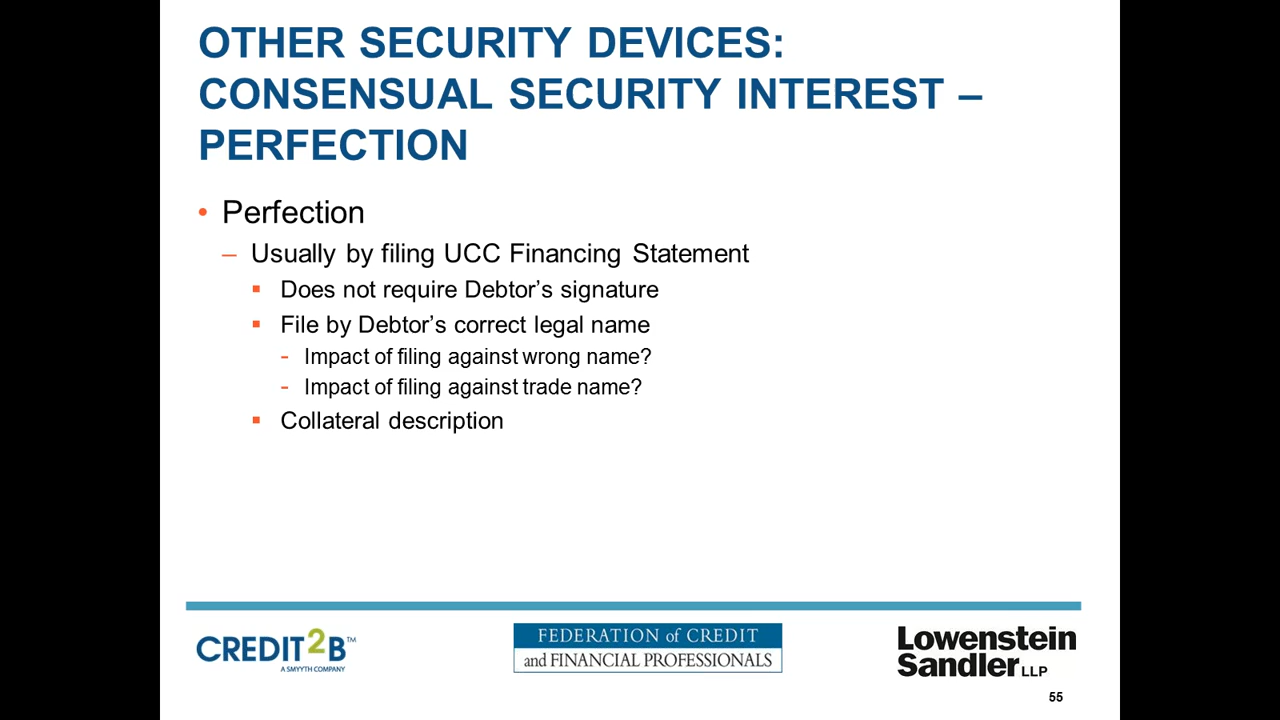 OTHER SECURITY DEVICES:
CONSENSUAL SECURITY INTEREST –
PERFECTION
• Perfection
– Usually by filing UCC Financing Statement
▪ Does not require Debtor’s signature
▪ File by Debtor’s correct legal name
- Impact of filing against wrong name?
- Impact of filing against trade name?
▪ Collateral description
CREDIT2B™
A SMYYTH COMPANY
FEDERATION of CREDIT
and FINANCIAL PROFESSIONALS
Lowenstein
Sandler LLP
55